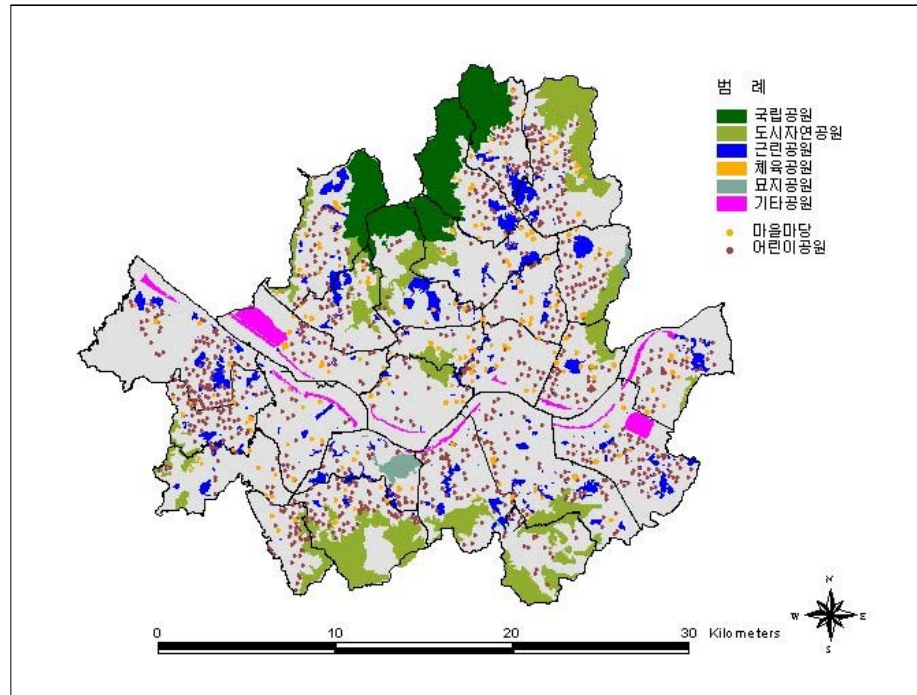 범 례
국립공원
도시자연공원
근린공원
체육공원
묘지공원
기타공원
마을마당
어린이공원
N
W E
S
0 10 20 30 Kilometers